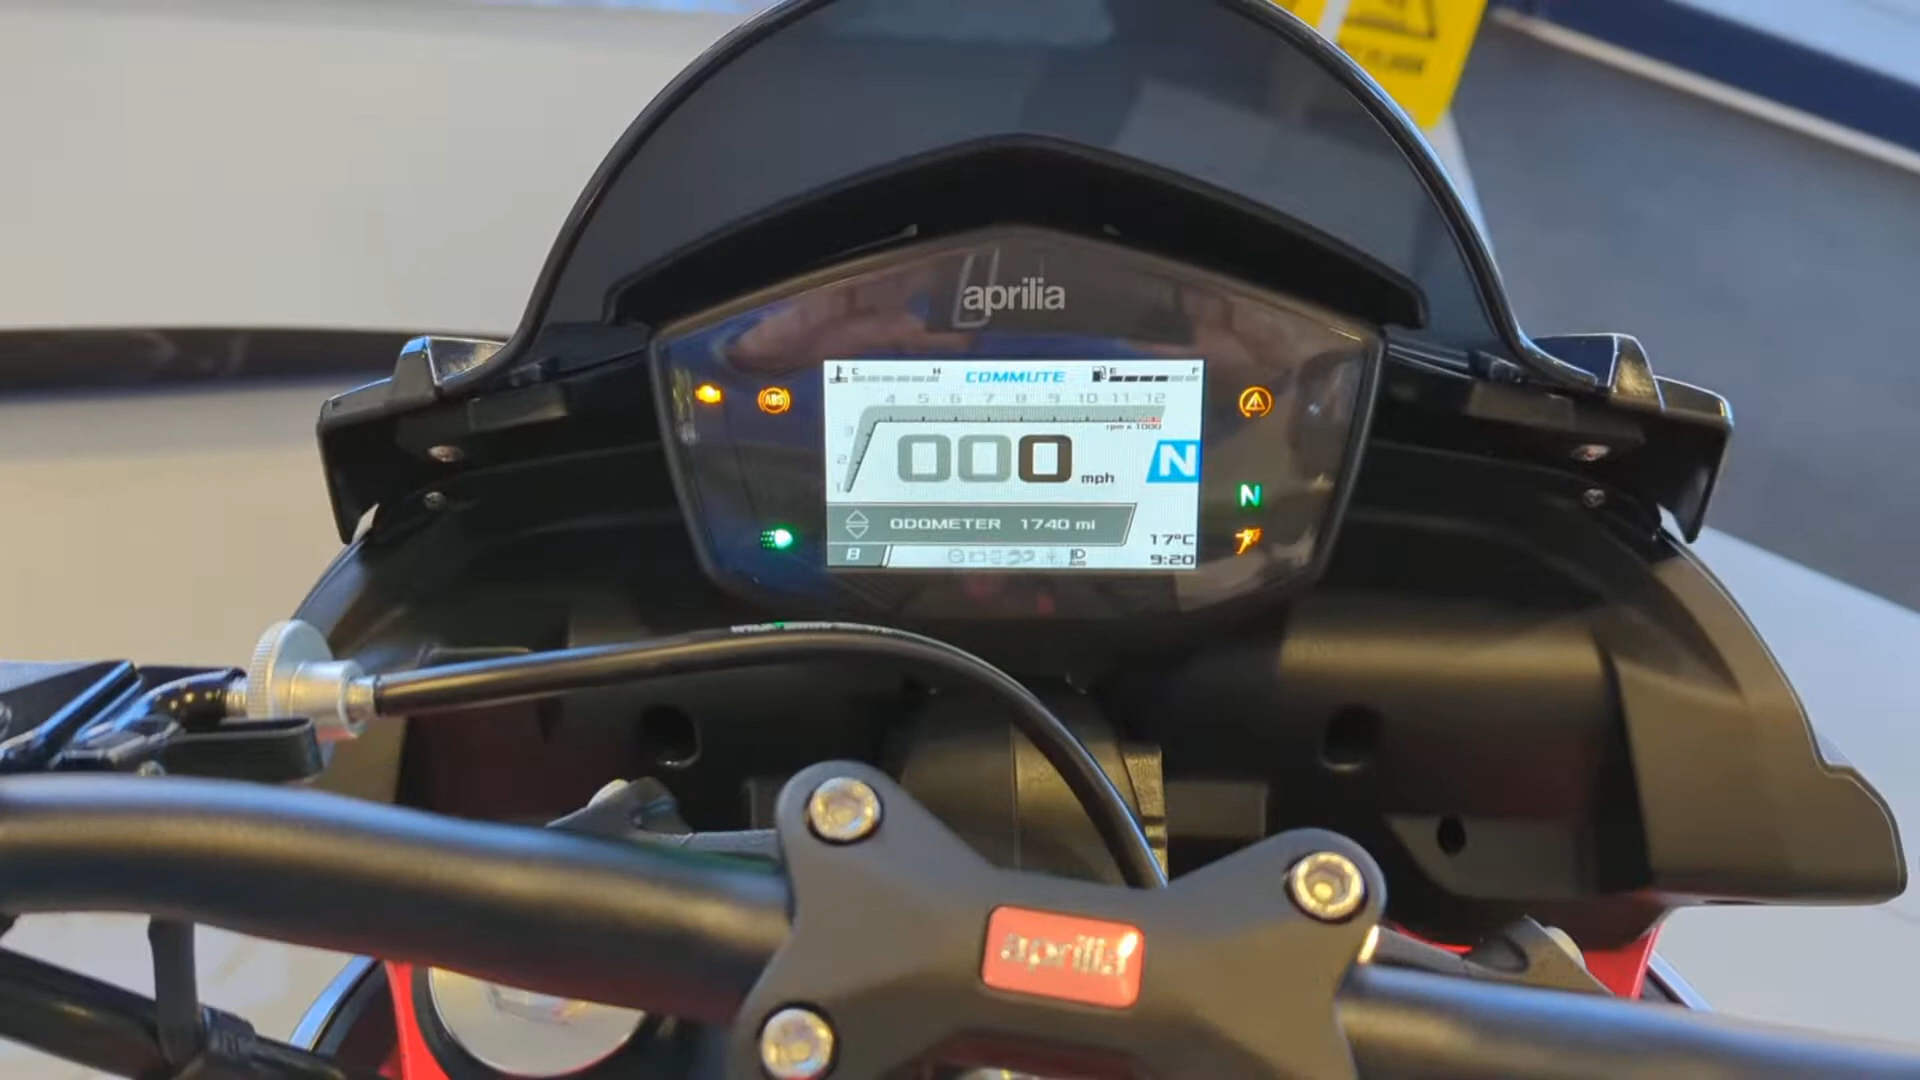 aprilia
C H COMMUTE E F
4 5 6 7 8 9 10 11 12
rpm x 1000
3
2
1
000 mph N
ABS
N
ODOMETER 1740 mi
17°C
9:20
aprilia